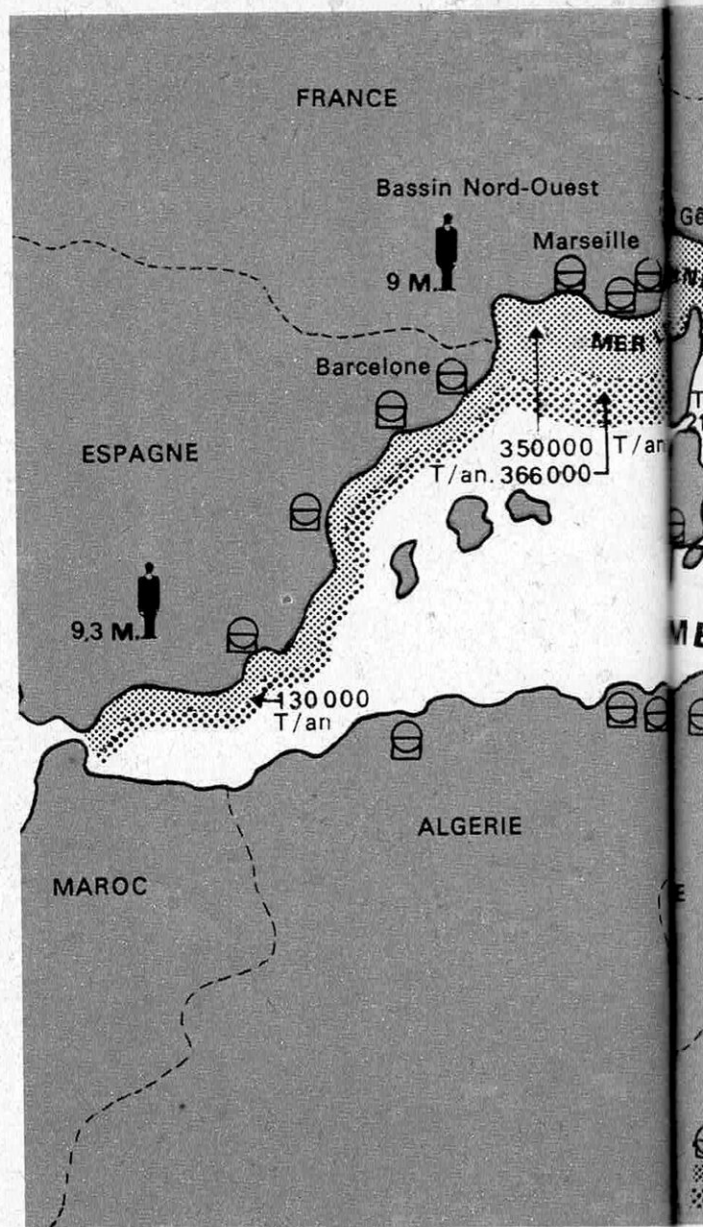 FRANCE
Bassin Nord-Ouest
Marseille
9 M.
MER
Barcelone
350000
T/an
T/an. 366000
ESPAGNE
9,3 M.
130000
T/an
ALGERIE
MAROC